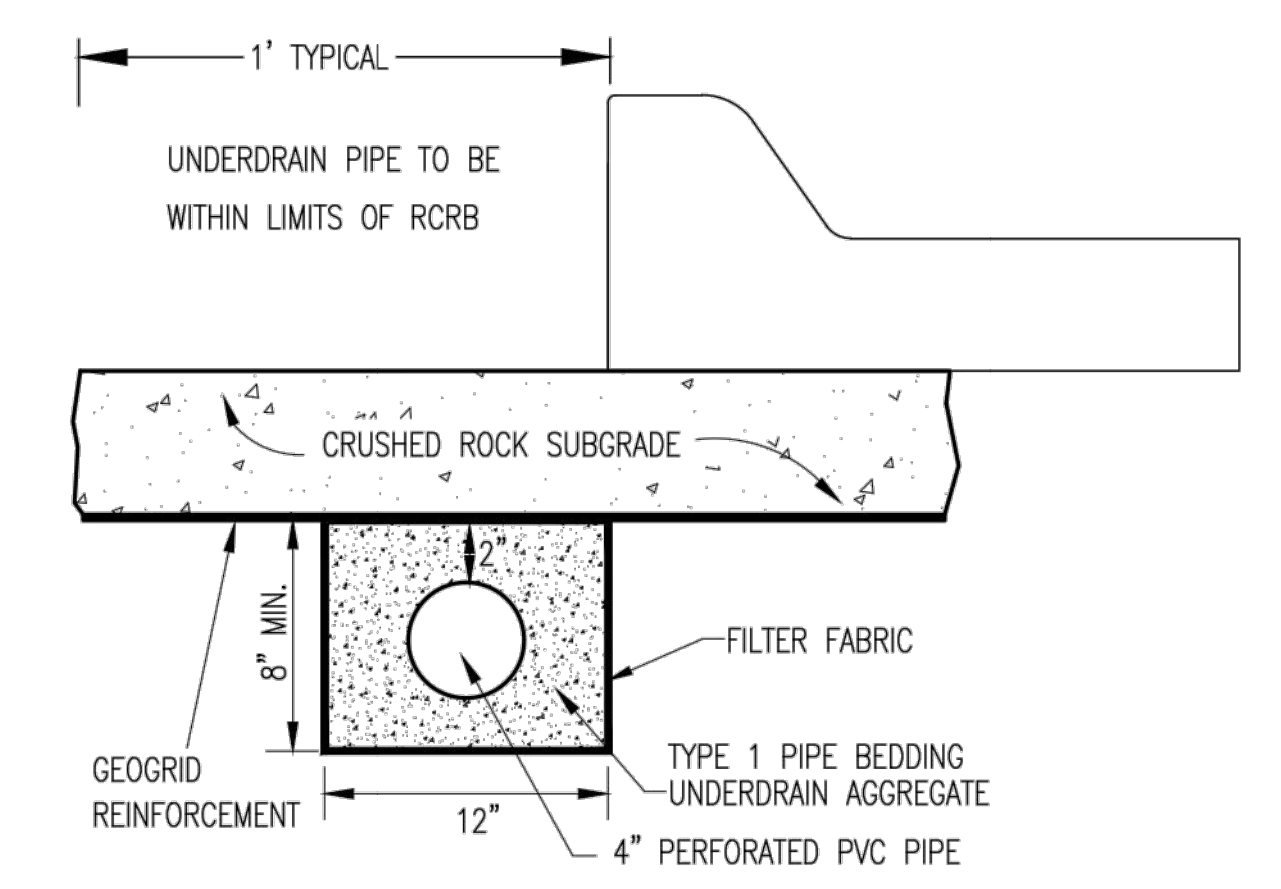 1' TYPICAL
UNDERDRAIN PIPE TO BE
WITHIN LIMITS OF RCRB
CRUSHED ROCK SUBGRADE
2"
8" MIN.
FILTER FABRIC
GEOGRID
REINFORCEMENT
TYPE 1 PIPE BEDDING
UNDERDRAIN AGGREGATE
12"
4" PERFORATED PVC PIPE